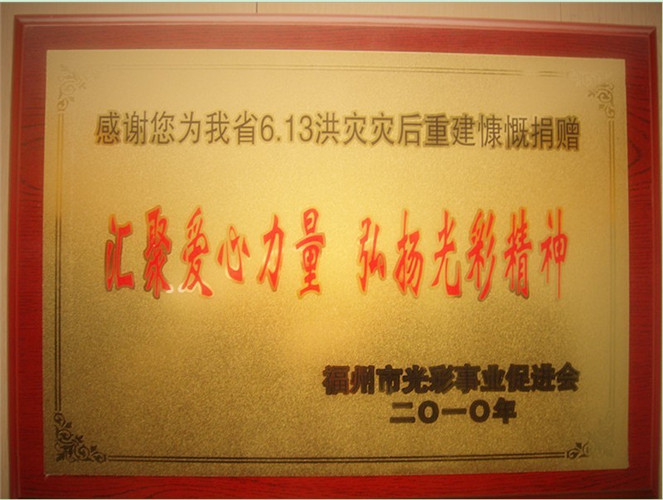 感谢您为我省6.13洪灾灾后重建慷慨捐赠
汇聚爱心力量 弘扬光彩精神
福州市光彩事业促进会
二〇一〇年